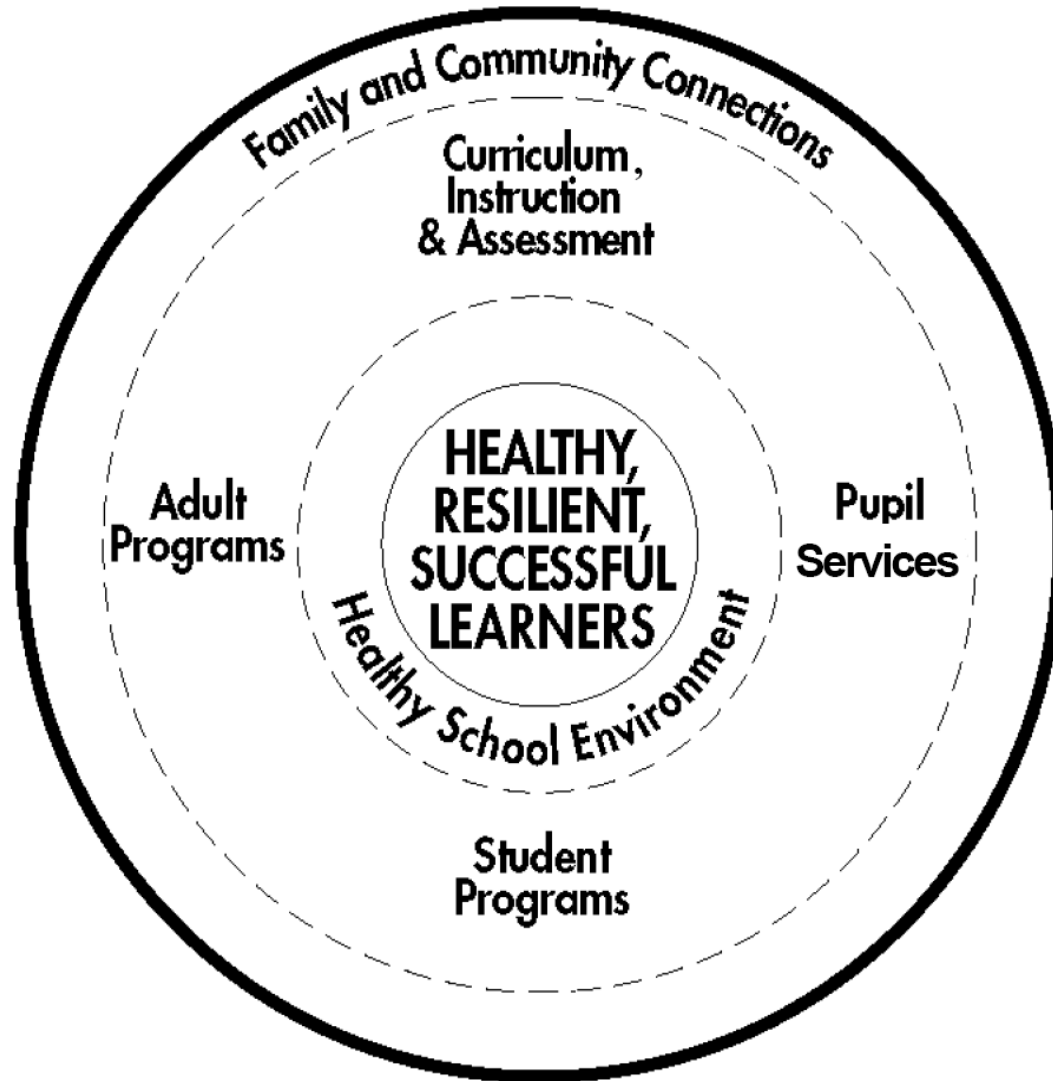 Family and Community Connections
Curriculum,
Instruction
& Assessment
HEALTHY,
RESILIENT,
SUCCESSFUL
LEARNERS
Adult
Programs
Pupil
Services
Healthy School Environment
Student
Programs